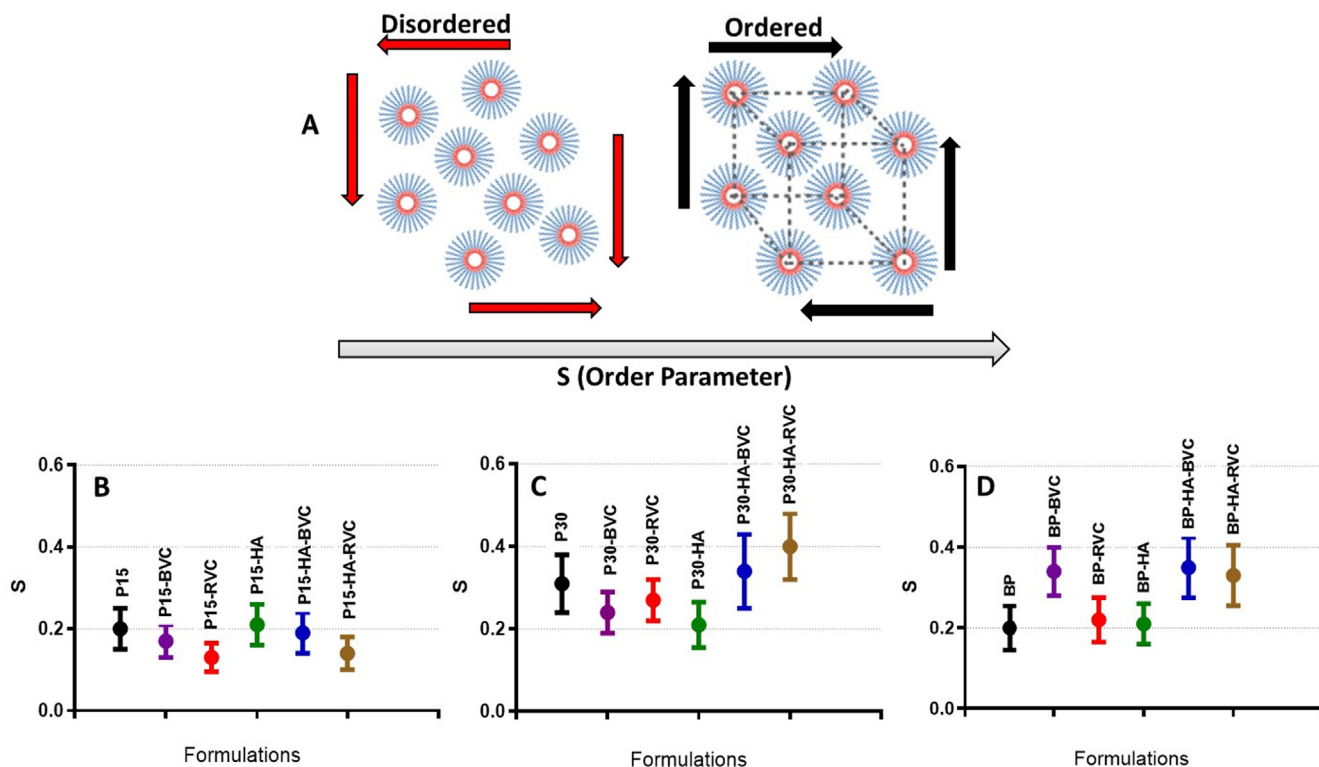 Disordered
Ordered
A
S (Order Parameter)
B
0.6
0.4
0.2
0.0
S
P15
P15-BVC
P15-RVC
P15-HA
P15-HA-BVC
P15-HA-RVC
Formulations
C
0.6
0.4
0.2
0.0
S
P30
P30-BVC
P30-RVC
P30-HA
P30-HA-BVC
P30-HA-RVC
Formulations
D
0.6
0.4
0.2
0.0
S
BP
BP-BVC
BP-RVC
BP-HA
BP-HA-BVC
BP-HA-RVC
Formulations